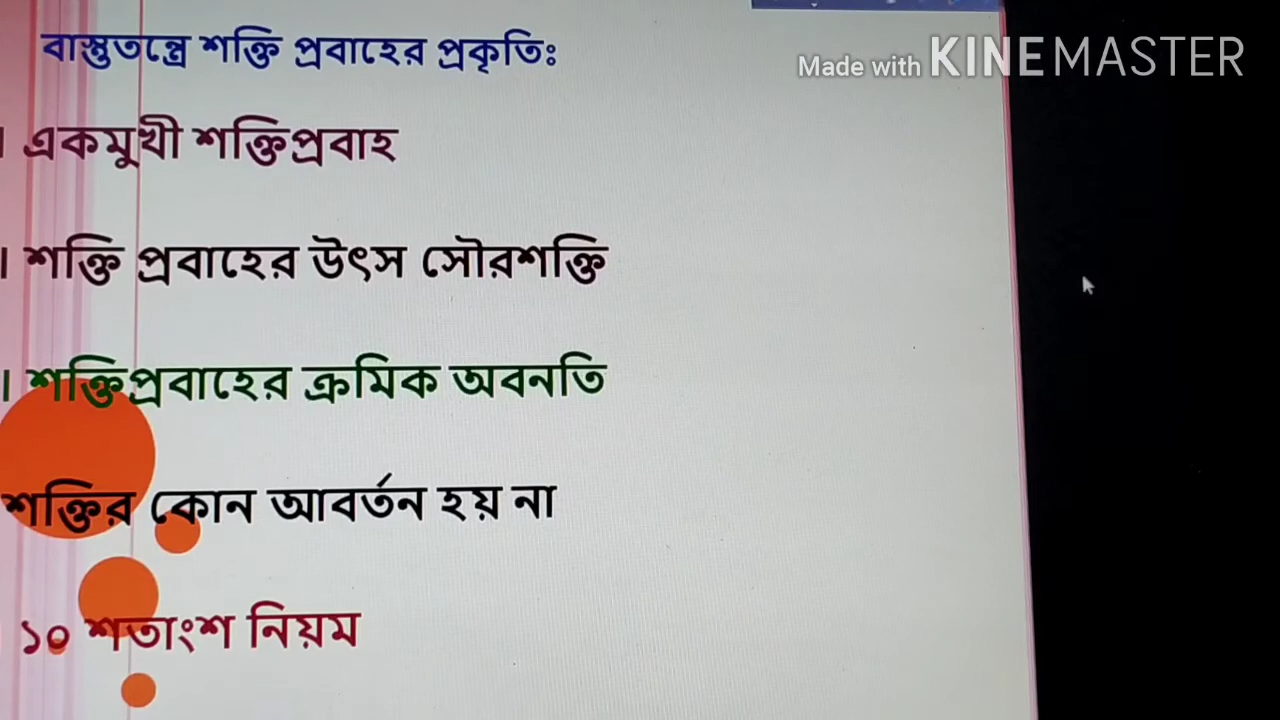 বাস্তুতন্ত্রে শক্তি প্রবাহের প্রকৃতিঃ
Made with KINEMASTER
। একমুখী শক্তিপ্রবাহ
। শক্তি প্রবাহের উৎস সৌরশক্তি
। শক্তিপ্রবাহের ক্রমিক অবনতি
শক্তির কোন আবর্তন হয় না
১০ শতাংশ নিয়ম